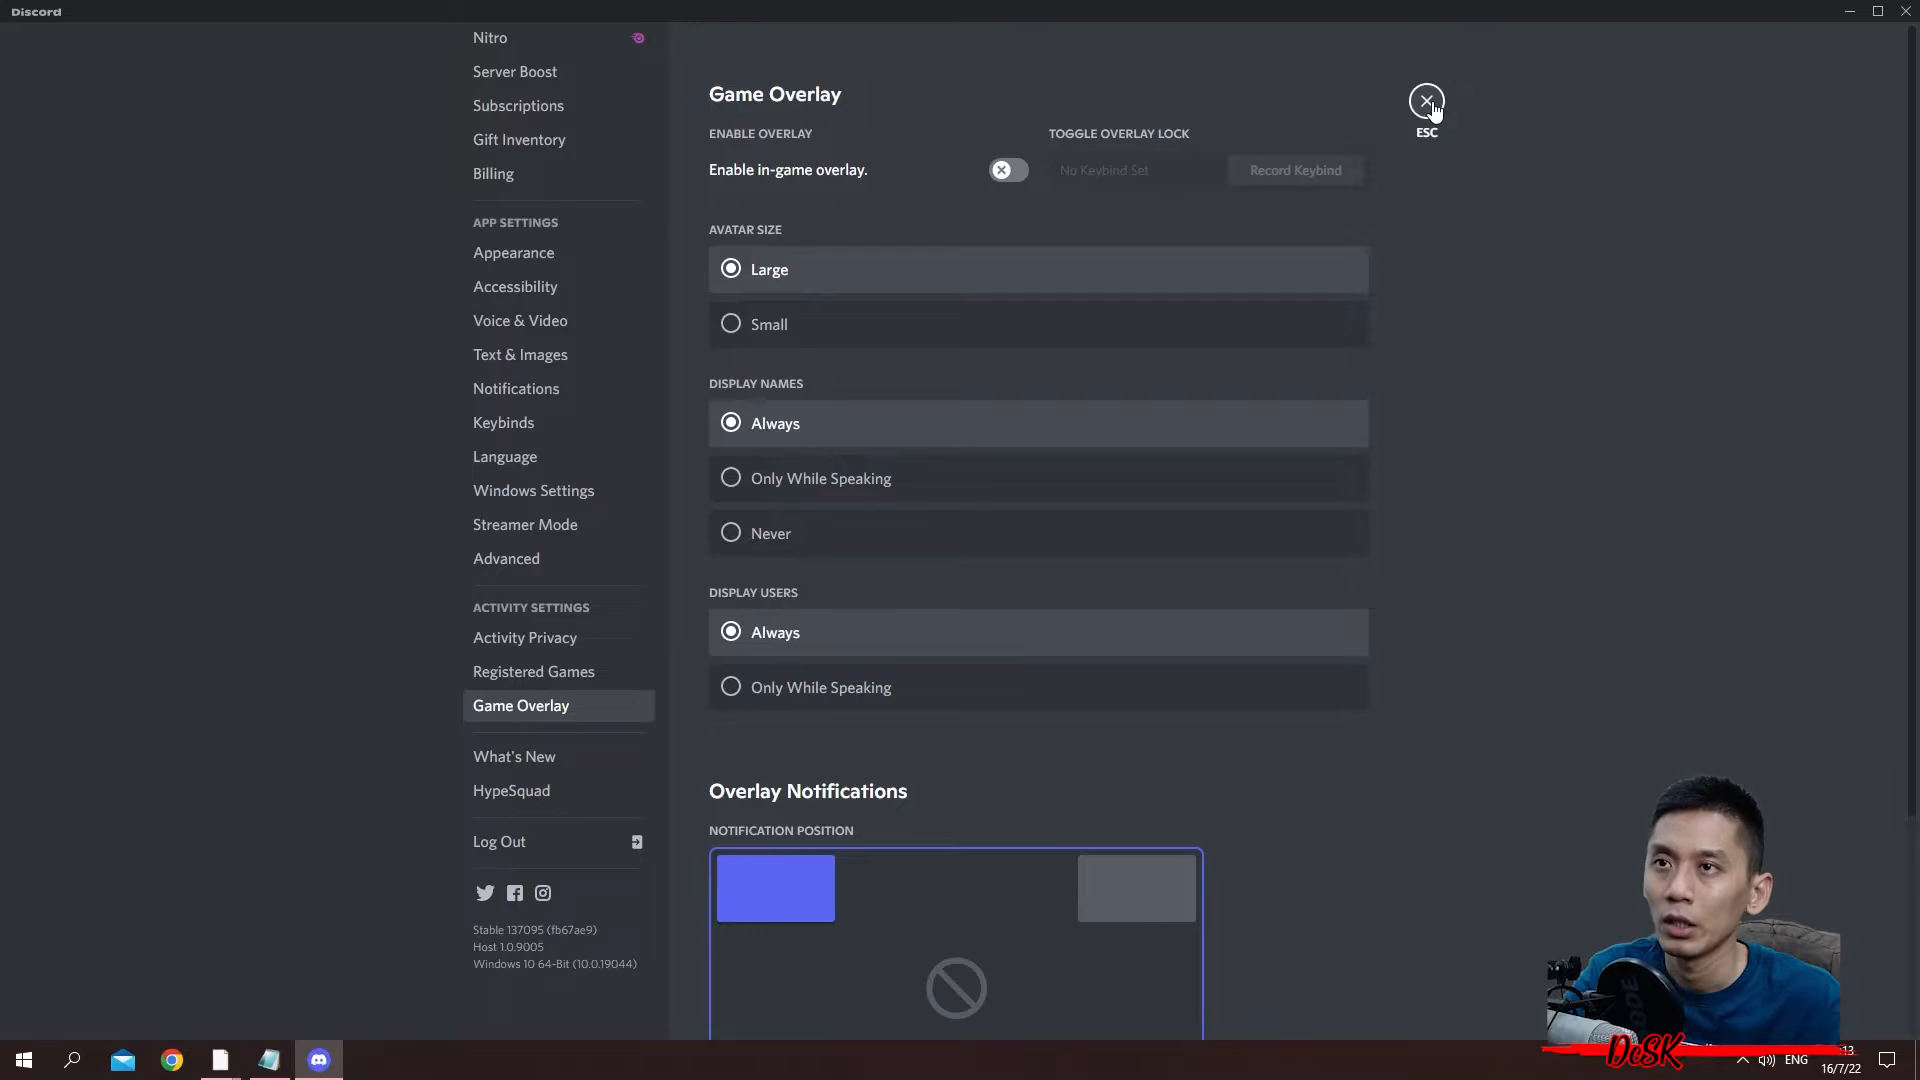 Discord
Nitro
Server Boost
Subscriptions
Gift Inventory
Billing
APP SETTINGS
Appearance
Accessibility
Voice & Video
Text & Images
Notifications
Keybinds
Language
Windows Settings
Streamer Mode
Advanced
ACTIVITY SETTINGS
Activity Privacy
Registered Games
Game Overlay
What's New
HypeSquad
Log Out
Stable 137095 (fb67ae9)
Host 1.0.9005
Windows 10 64-Bit (10.0.19044)
Game Overlay
ENABLE OVERLAY
Enable in-game overlay.
TOGGLE OVERLAY LOCK
No Keybind Set
Record Keybind
ESC
AVATAR SIZE
Large
Small
DISPLAY NAMES
Always
Only While Speaking
Never
DISPLAY USERS
Always
Only While Speaking
Overlay Notifications
NOTIFICATION POSITION
DcSK
ENG
16/7/22